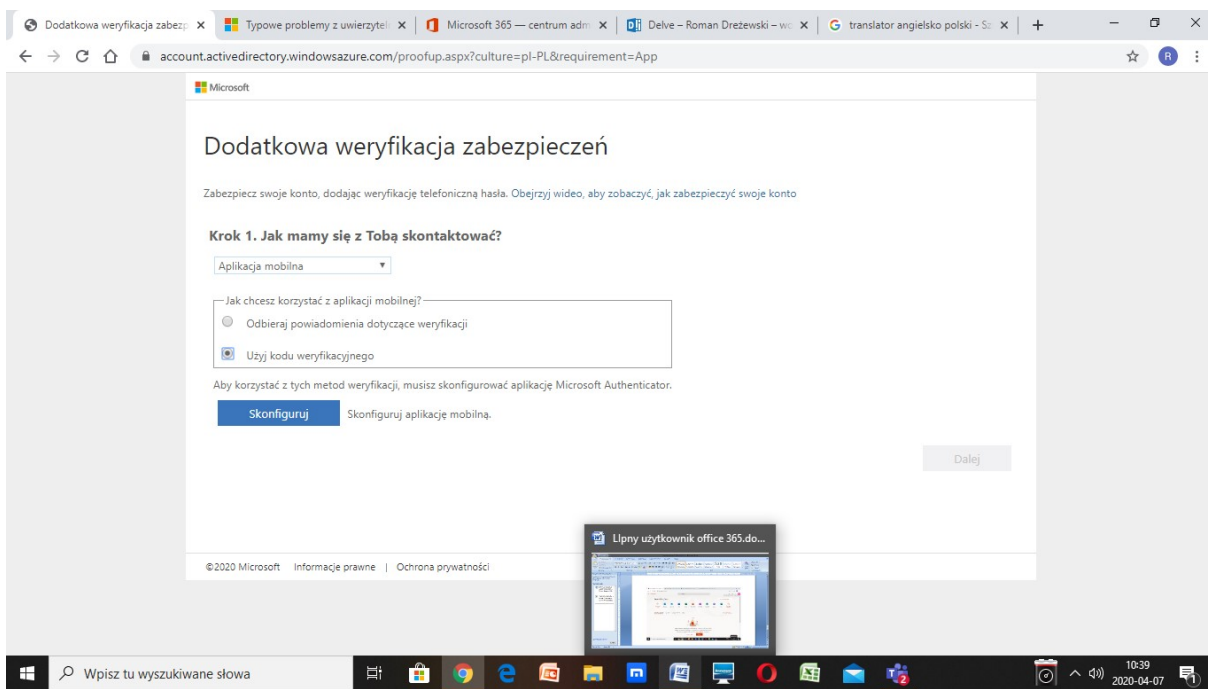 Dodatkowa weryfikacja zabezp
Typowe problemy z uwierzyteln
Microsoft 365 — centrum adm
Delve – Roman Dreżewski – wo
translator angielsko polski - Sz
account.activedirectory.windowsazure.com/proofup.aspx?culture=pl-PL&requirement=App
R
Microsoft
Dodatkowa weryfikacja zabezpieczeń
Zabezpiecz swoje konto, dodając weryfikację telefoniczną hasła. Obejrzyj wideo, aby zobaczyć, jak zabezpieczyć swoje konto
Krok 1. Jak mamy się z Tobą skontaktować?
Aplikacja mobilna
Jak chcesz korzystać z aplikacji mobilnej?
Odbieraj powiadomienia dotyczące weryfikacji
Użyj kodu weryfikacyjnego
Aby korzystać z tych metod weryfikacji, musisz skonfigurować aplikację Microsoft Authenticator.
Skonfiguruj Skonfiguruj aplikację mobilną.
Dalej
LIpny użytkownik office 365.do...
©2020 Microsoft Informacje prawne | Ochrona prywatności
Wpisz tu wyszukiwane słowa
10:39
2020-04-07